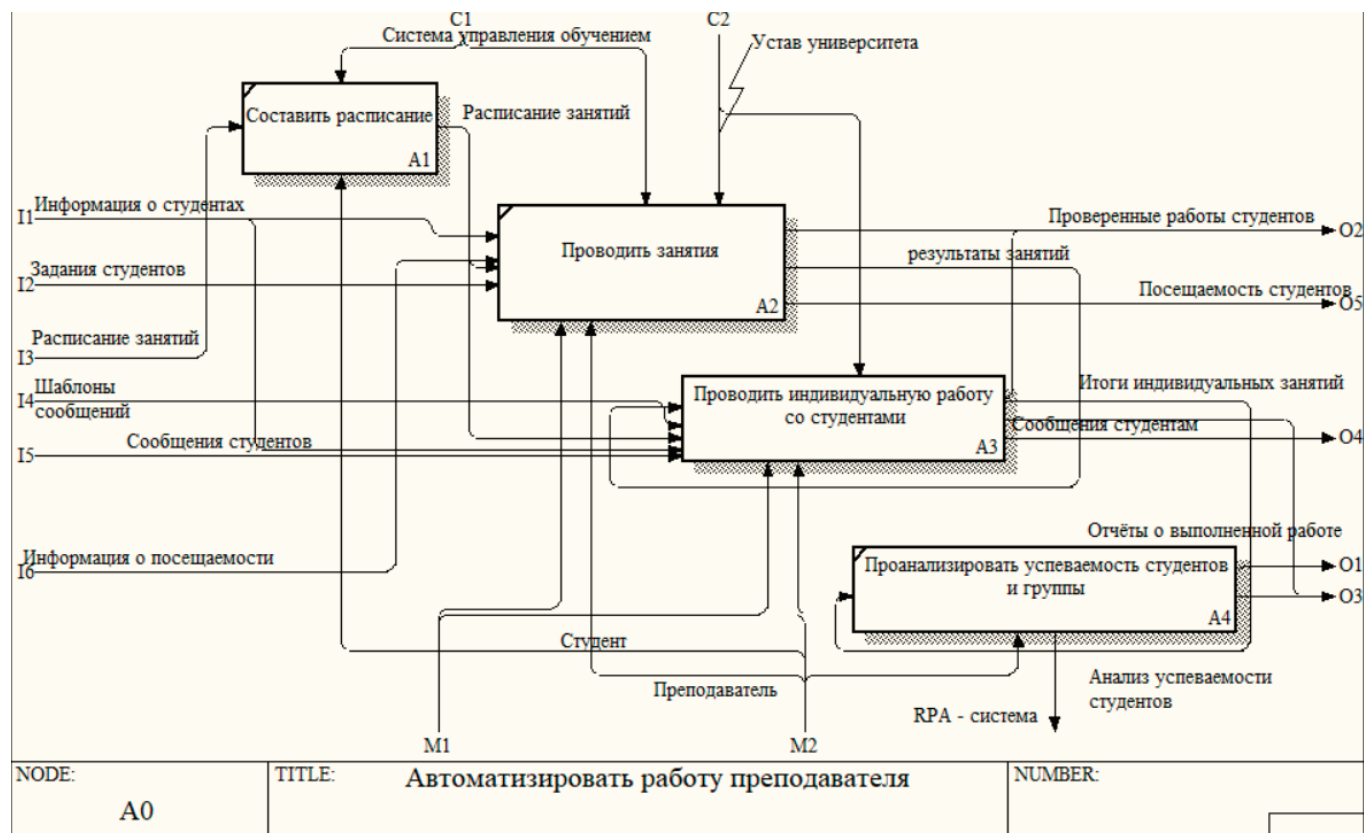 C1
C2
Система управления обучением
Устав университета
Составить расписание
A1
Расписание занятий
I1
Информация о студентах
Проводить занятия
A2
Проверенные работы студентов
O2
результаты занятий
I2
Задания студентов
Посещаемость студентов
O5
I3
Расписание занятий
I4
Шаблоны
сообщений
Проводить индивидуальную работу
со студентами
A3
Итоги индивидуальных занятий
Сообщения студентам
O4
I5
Сообщения студентов
I6
Информация о посещаемости
Отчёты о выполненной работе
O1
Проанализировать успеваемость студентов
и группы
A4
O3
Студент
Преподаватель
Анализ успеваемости
студентов
RPA - система
M1
M2
NODE:
A0
TITLE:
Автоматизировать работу преподавателя
NUMBER: